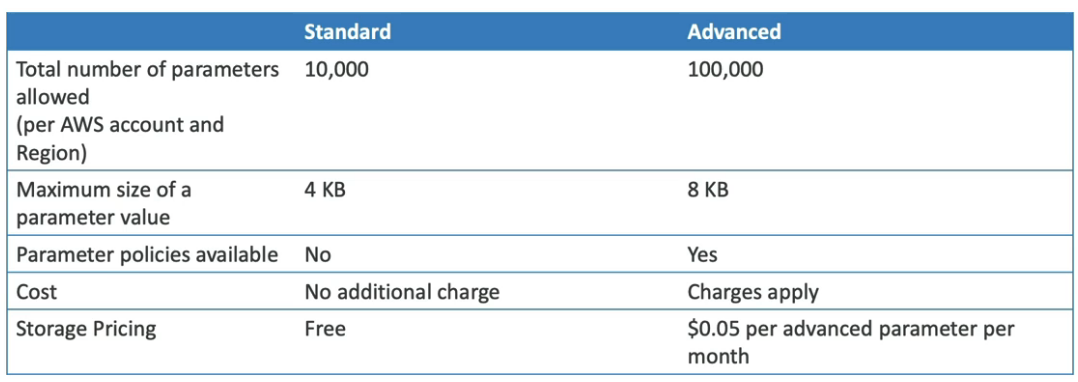 Standard Advanced
Total number of parameters 10,000 100,000
allowed
(per AWS account and
Region)
Maximum size of a 4 KB 8 KB
parameter value
Parameter policies available No Yes
Cost No additional charge Charges apply
Storage Pricing Free $0.05 per advanced parameter per
month